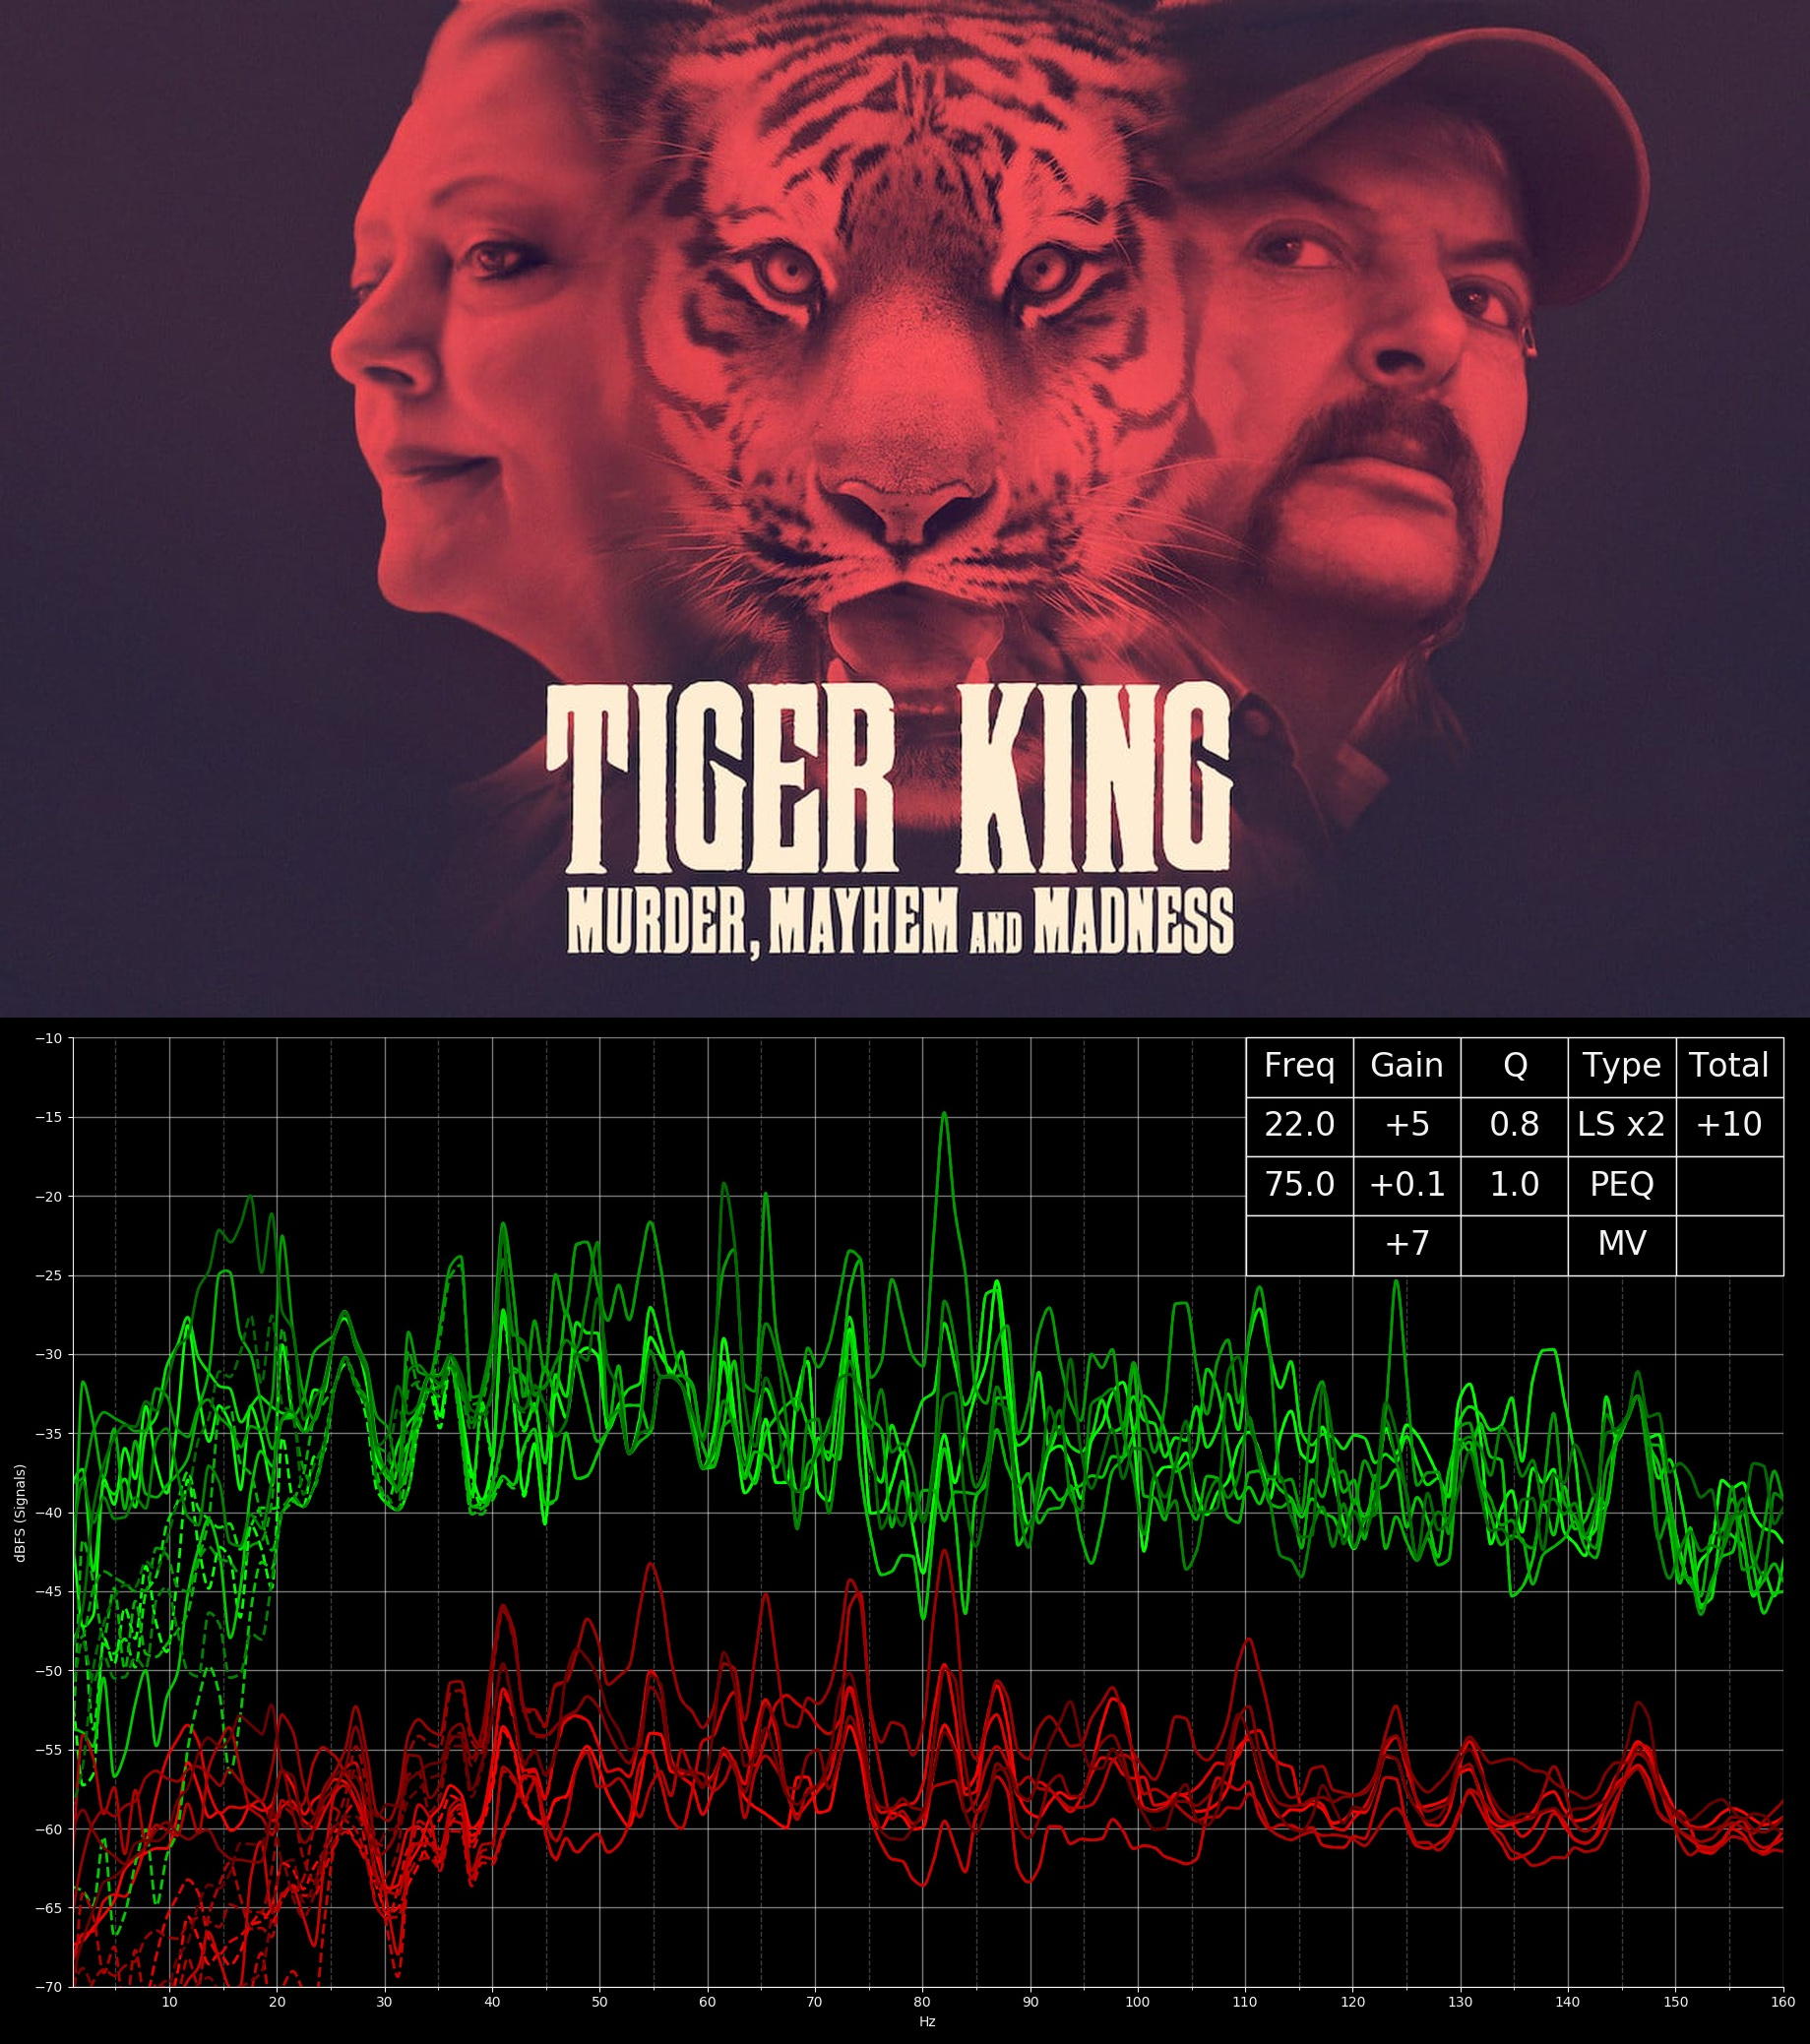 TIGER KING
MURDER, MAYHEM AND MADNESS
Freq Gain Q Type Total
22.0 +5 0.8 LS x2 +10
75.0 +0.1 1.0 PEQ
+7 MV
−10
−15
−20
−25
−30
−35
−40
−45
−50
−55
−60
−65
−70
dBFS (Signals)
10 20 30 40 50 60 70 80 90 100 110 120 130 140 150 160
Hz